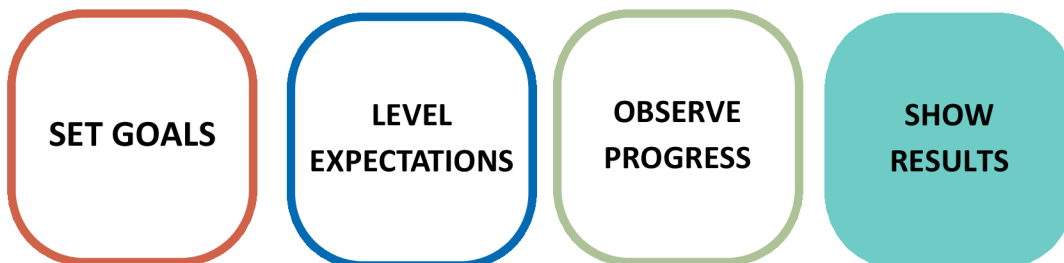 SET GOALS
LEVEL
EXPECTATIONS
OBSERVE
PROGRESS
SHOW
RESULTS